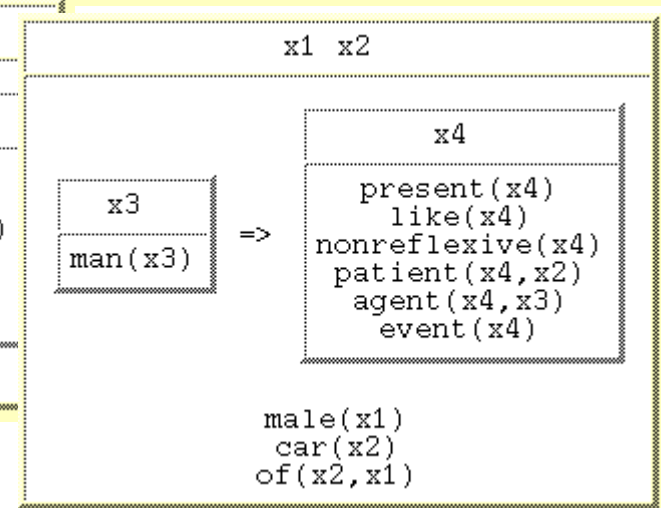 x1 x2
x4
x3
=>
man(x3)
present(x4)
like(x4)
nonreflexive(x4)
patient(x4,x2)
agent(x4,x3)
event(x4)
)
male(x1)
car(x2)
of(x2,x1)